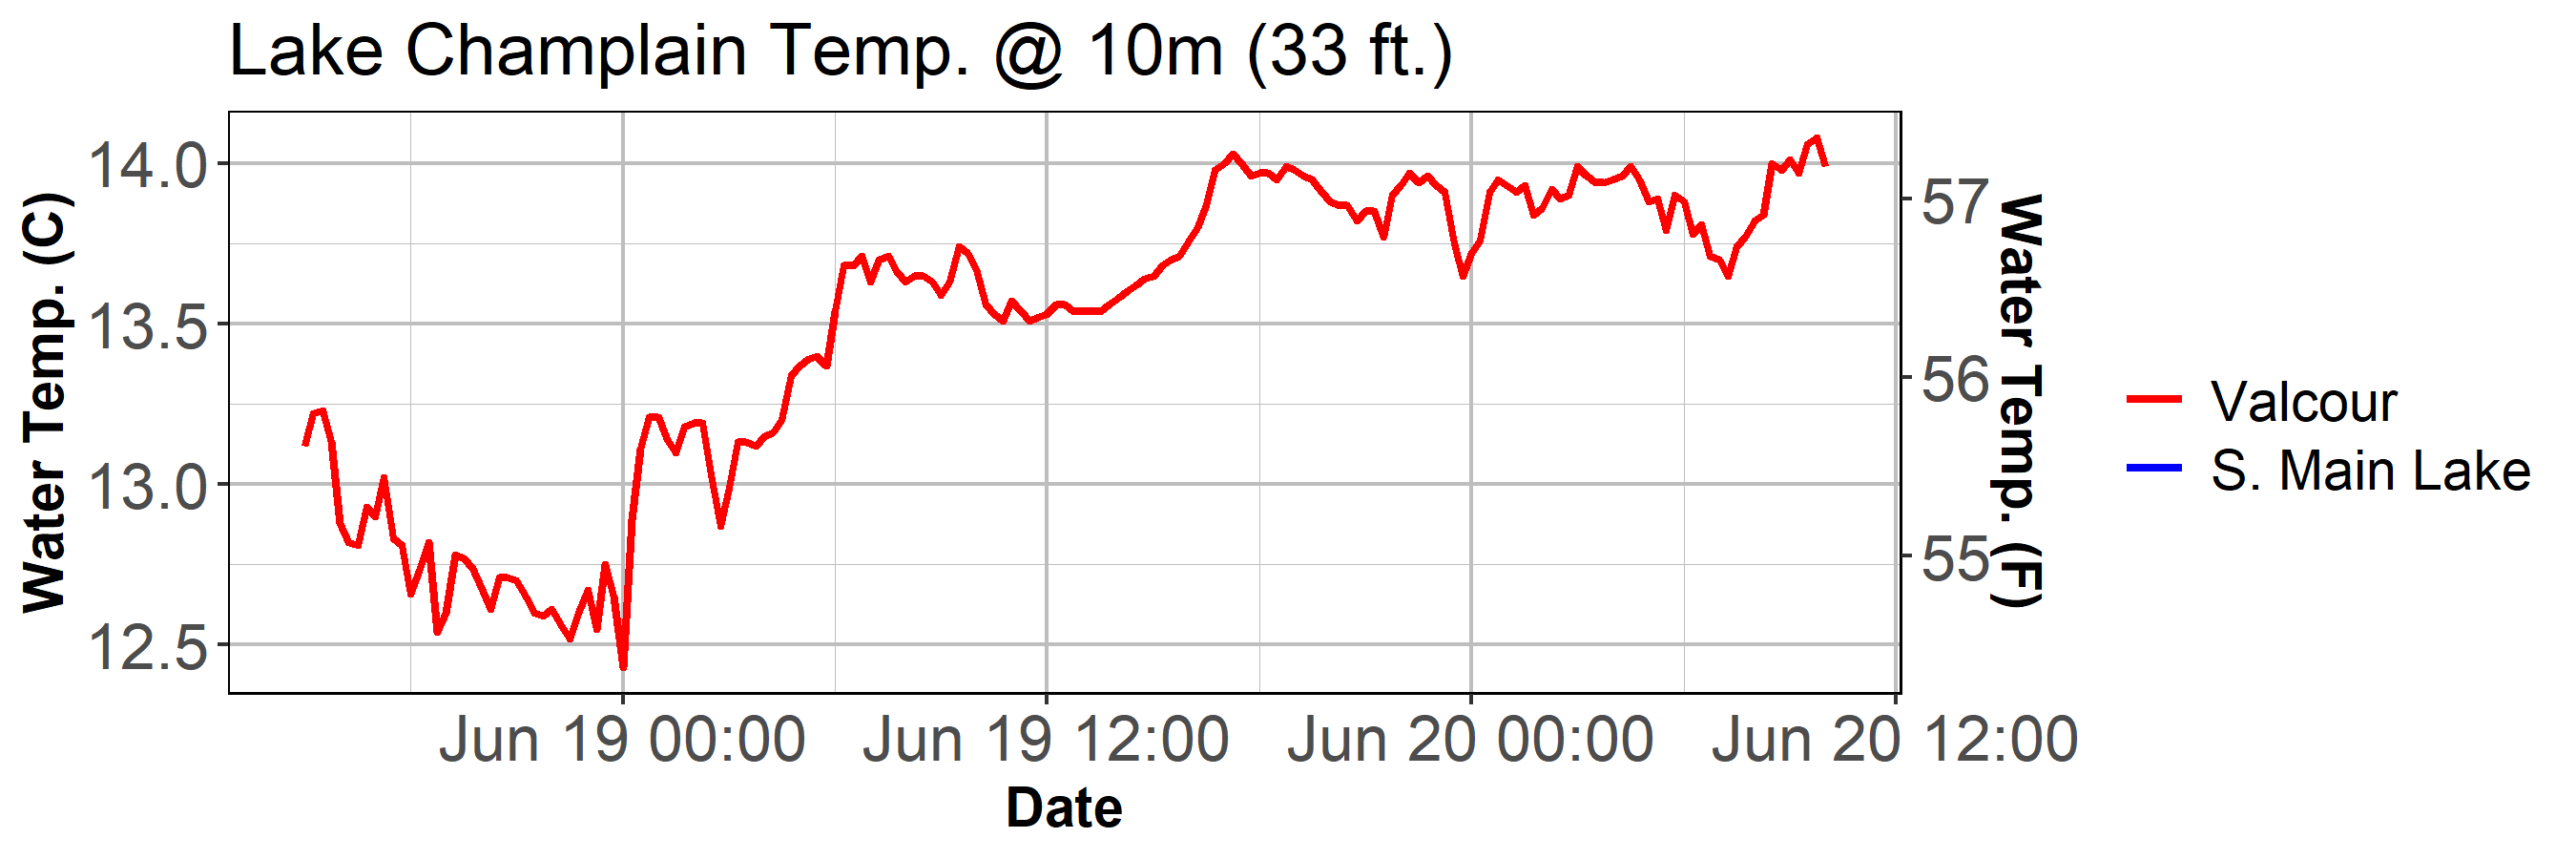 Lake Champlain Temp. @ 10m (33 ft.)
Water Temp. (C)
14.0
13.5
13.0
12.5
57
56
55
Water Temp. (F)
Jun 19 00:00
Jun 19 12:00
Jun 20 00:00
Jun 20 12:00
Date
Valcour
S. Main Lake